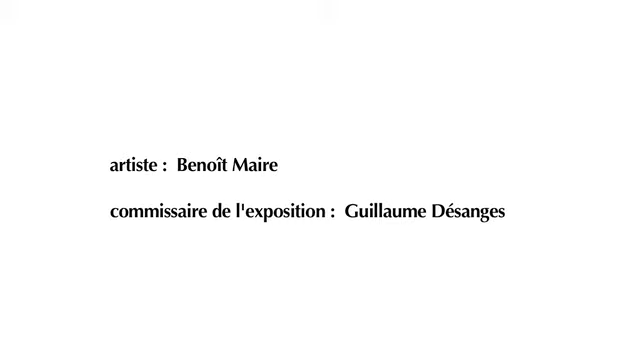 artiste : Benoît Maire
commissaire de l'exposition : Guillaume Désanges